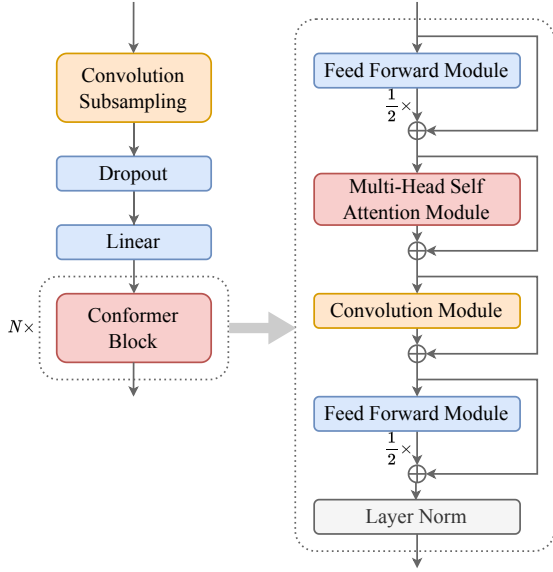 Convolution
Subsampling
Dropout
Linear
N×
Conformer
Block
Feed Forward Module
1/2 ×
Multi-Head Self
Attention Module
Convolution Module
Feed Forward Module
1/2 ×
Layer Norm